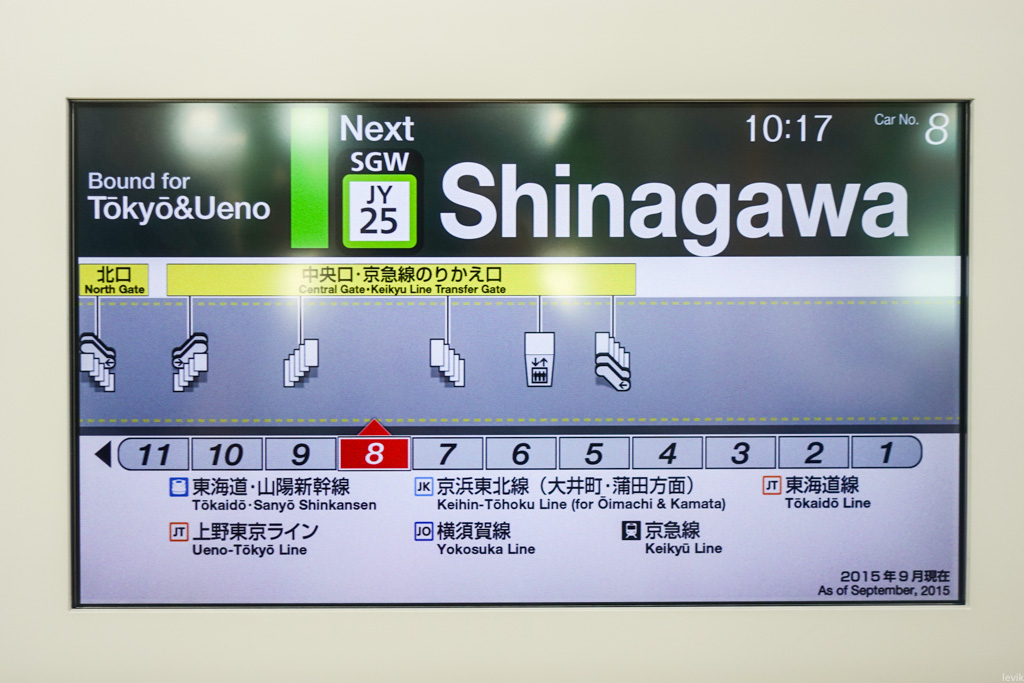 Next
10:17
Car No. 8
SGW
JY
25
Shinagawa
Bound for
Tōkyō&Ueno
北口
North Gate
中央口・京急線のりかえ口
Central Gate・Keikyu Line Transfer Gate
11 10 9 8 7 6 5 4 3 2 1
東海道・山陽新幹線
Tōkaidō・Sanyō Shinkansen
JK 京浜東北線（大井町・蒲田方面）
Keihin-Tōhoku Line (for Ōimachi & Kamata)
JT 東海道線
Tōkaidō Line
JT 上野東京ライン
Ueno-Tōkyō Line
JO 横須賀線
Yokosuka Line
京急線
Keikyū Line
2015年9月現在
As of September, 2015
levik